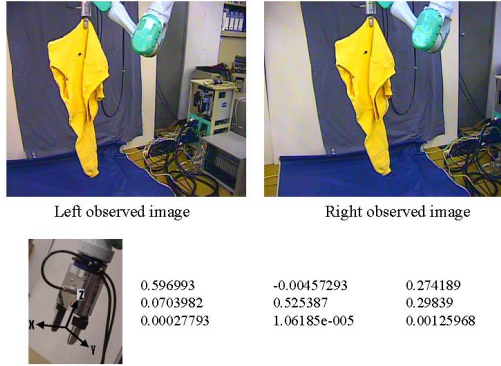 Left observed image
Right observed image
Z
X
Y
0.596993 -0.00457293 0.274189
0.0703982 0.525387 0.29839
0.00027793 1.06185e-005 0.00125968